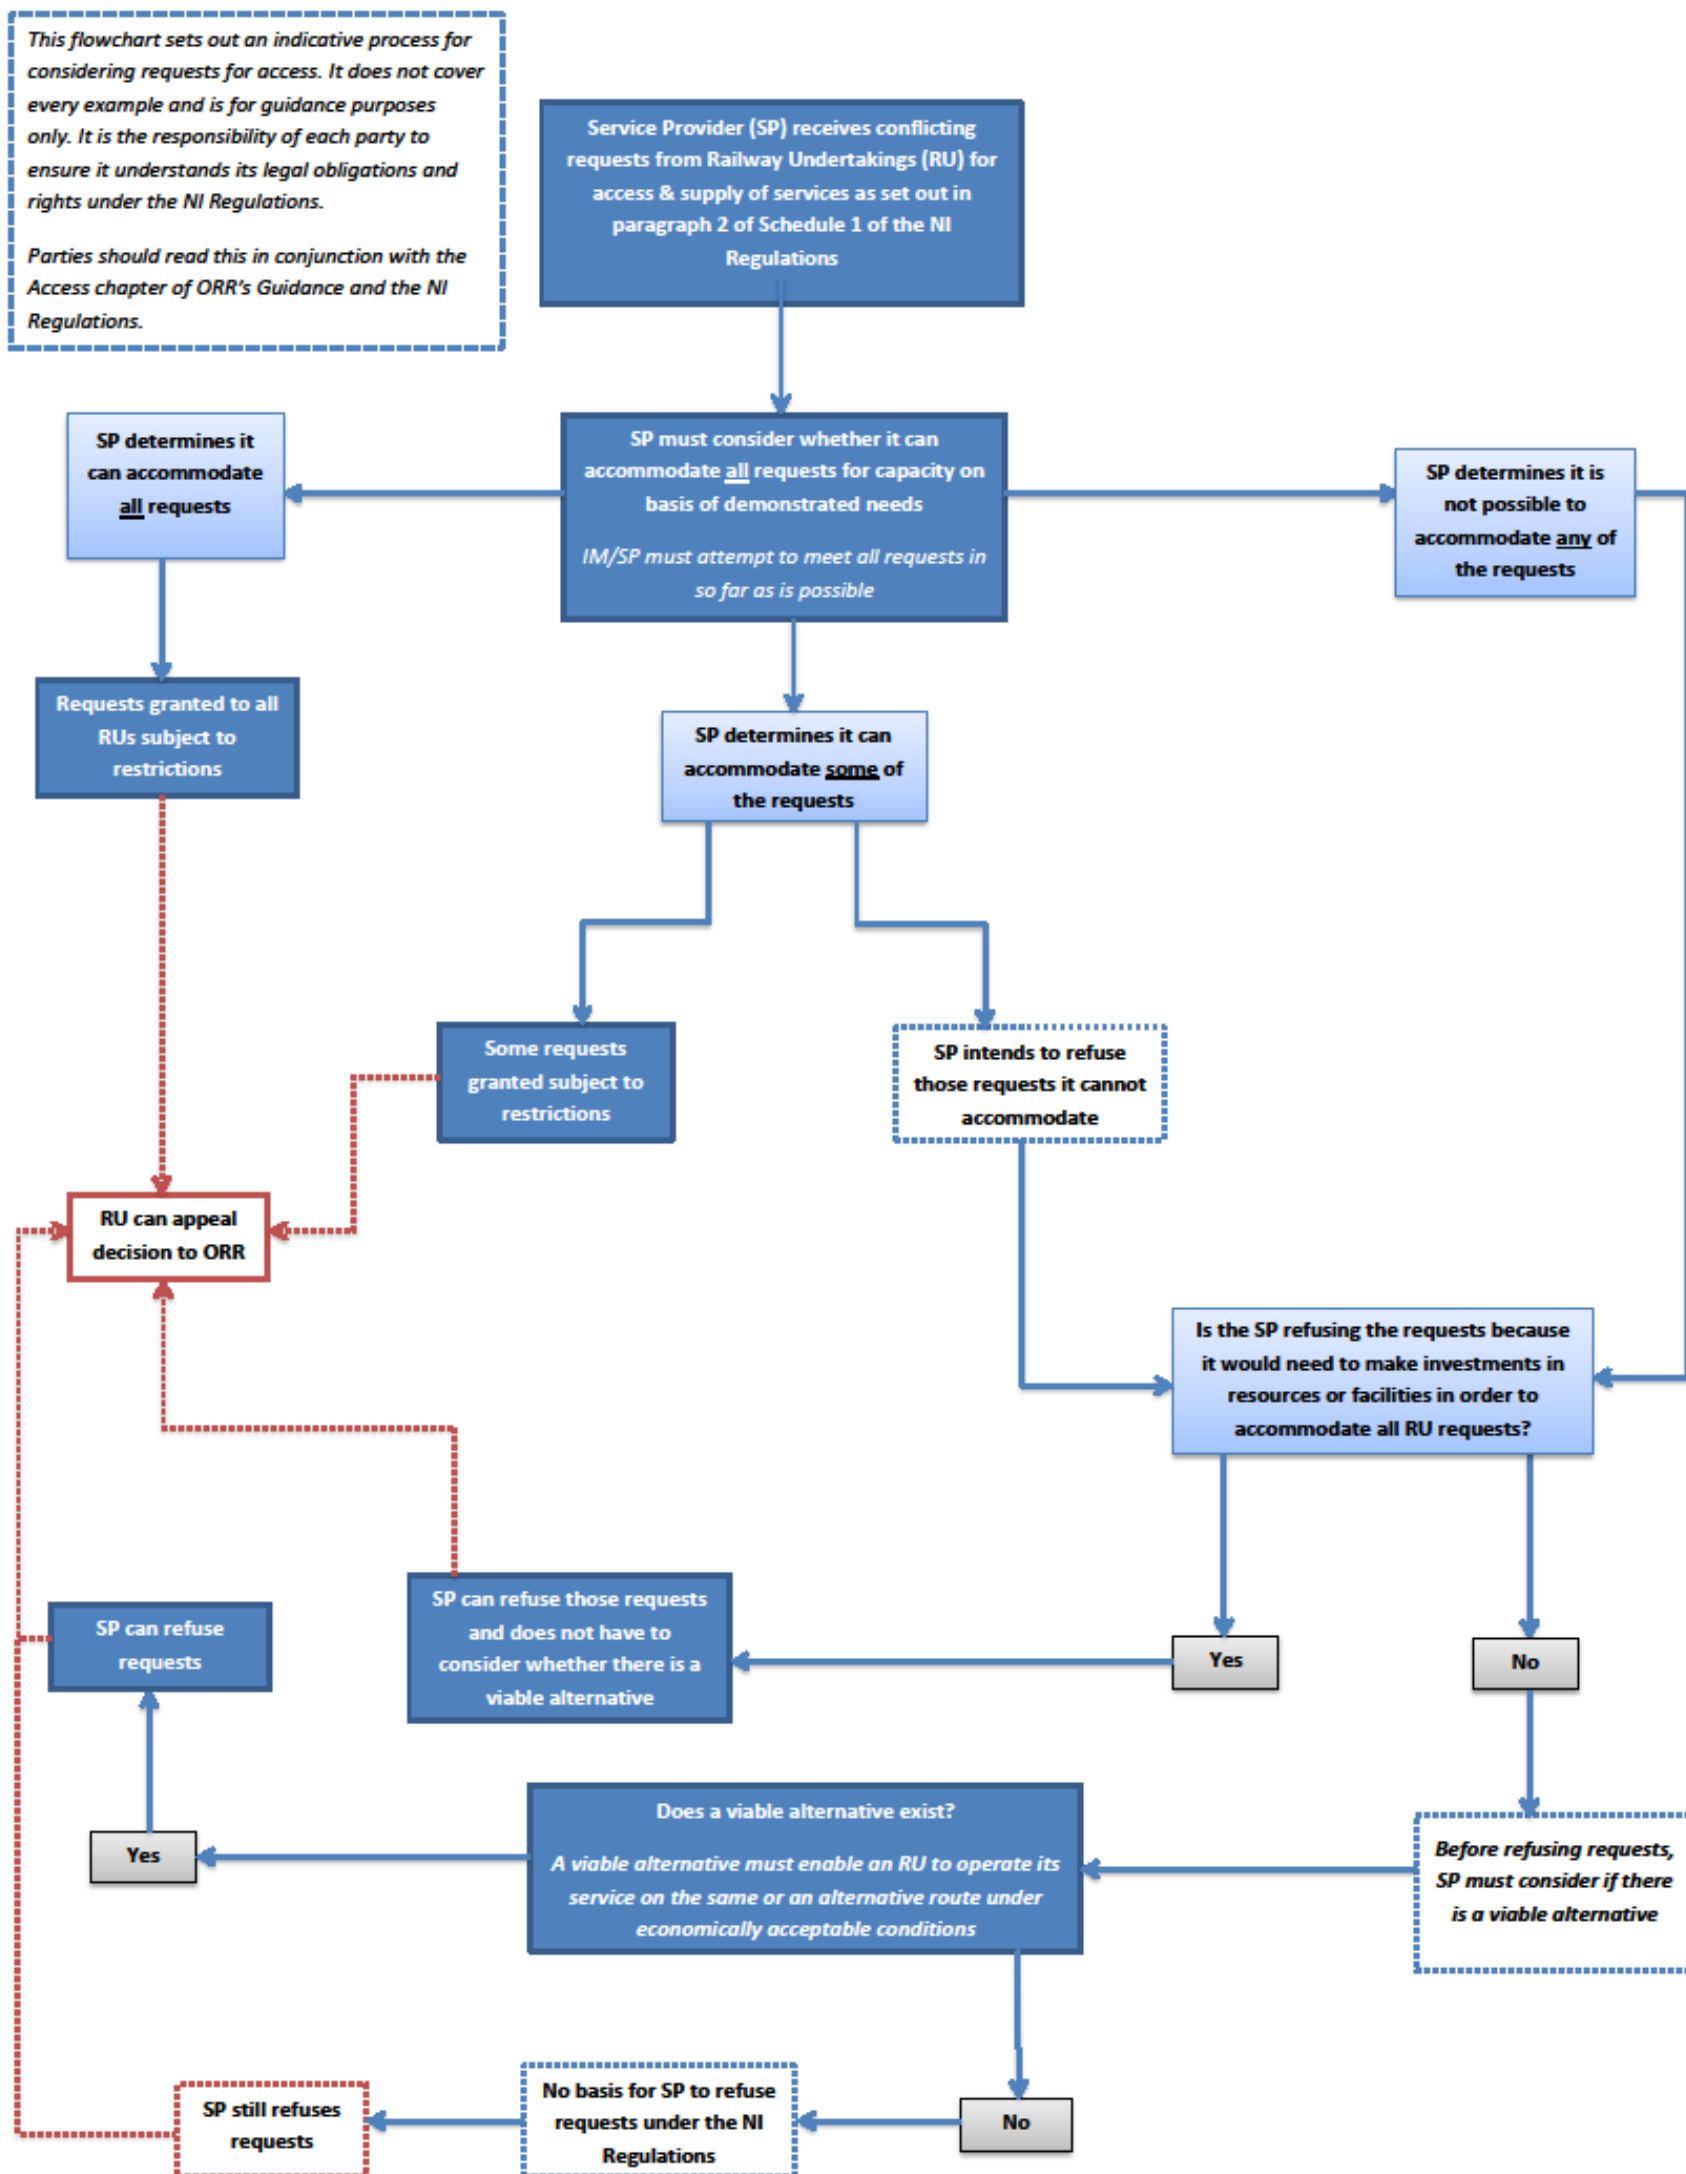 This flowchart sets out an indicative process for
considering requests for access. It does not cover
every example and is for guidance purposes
only. It is the responsibility of each party to
ensure it understands its legal obligations and
rights under the NI Regulations.
Parties should read this in conjunction with the
Access chapter of ORR's Guidance and the NI
Regulations.
Service Provider (SP) receives conflicting
requests from Railway Undertakings (RU) for
access & supply of services as set out in
paragraph 2 of Schedule 1 of the NI
Regulations
SP determines it
can accommodate
all requests
SP must consider whether it can
accommodate all requests for capacity on
basis of demonstrated needs
IM/SP must attempt to meet all requests in
so far as is possible
SP determines it is
not possible to
accommodate any of
the requests
Requests granted to all
RUs subject to
restrictions
SP determines it can
accommodate some of
the requests
Some requests
granted subject to
restrictions
SP intends to refuse
those requests it cannot
accommodate
RU can appeal
decision to ORR
Is the SP refusing the requests because
it would need to make investments in
resources or facilities in order to
accommodate all RU requests?
SP can refuse
requests
SP can refuse those requests
and does not have to
consider whether there is a
viable alternative
Yes
No
Yes
Does a viable alternative exist?
A viable alternative must enable an RU to operate its
service on the same or an alternative route under
economically acceptable conditions
Before refusing requests,
SP must consider if there
is a viable alternative
SP still refuses
requests
No basis for SP to refuse
requests under the NI
Regulations
No